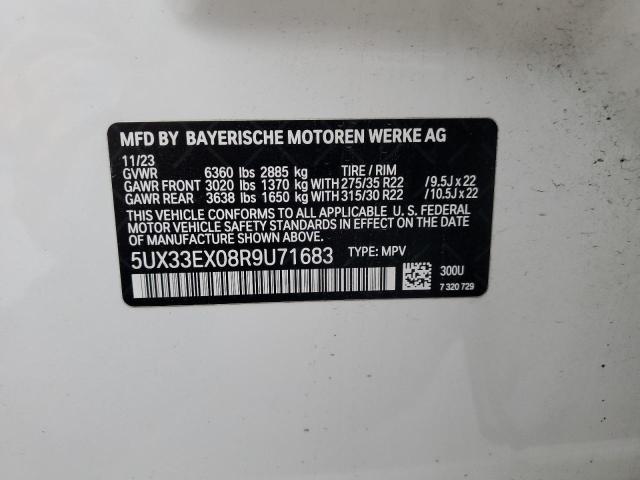 MFD BY BAYERISCHE MOTOREN WERKE AG
11/23
GVWR 6360 lbs 2885 kg TIRE / RIM
GAWR FRONT 3020 lbs 1370 kg WITH 275/35 R22 /9.5J x 22
GAWR REAR 3638 lbs 1650 kg WITH 315/30 R22 /10.5J x 22
THIS VEHICLE CONFORMS TO ALL APPLICABLE U. S. FEDERAL
MOTOR VEHICLE SAFETY STANDARDS IN EFFECT ON THE
DATE OF MANUFACTURE SHOWN ABOVE.
5UX33EX08R9U71683 TYPE: MPV
300U
7 320 729